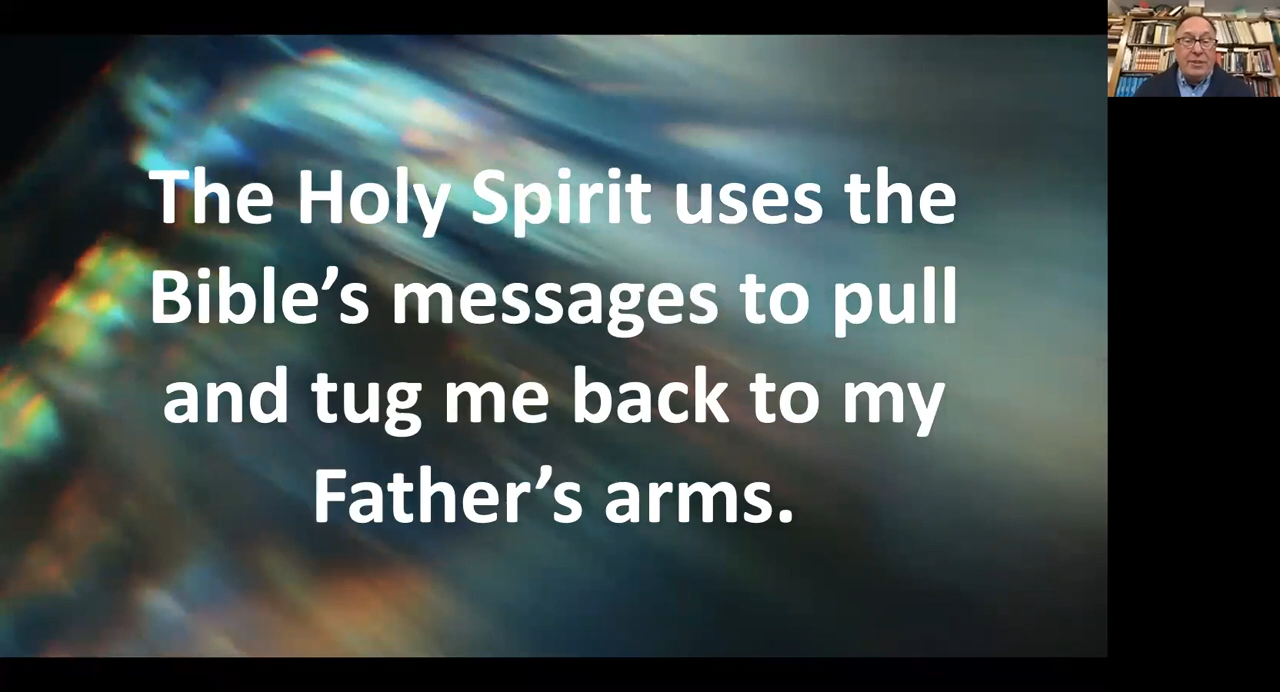 The Holy Spirit uses the
Bible’s messages to pull
and tug me back to my
Father’s arms.